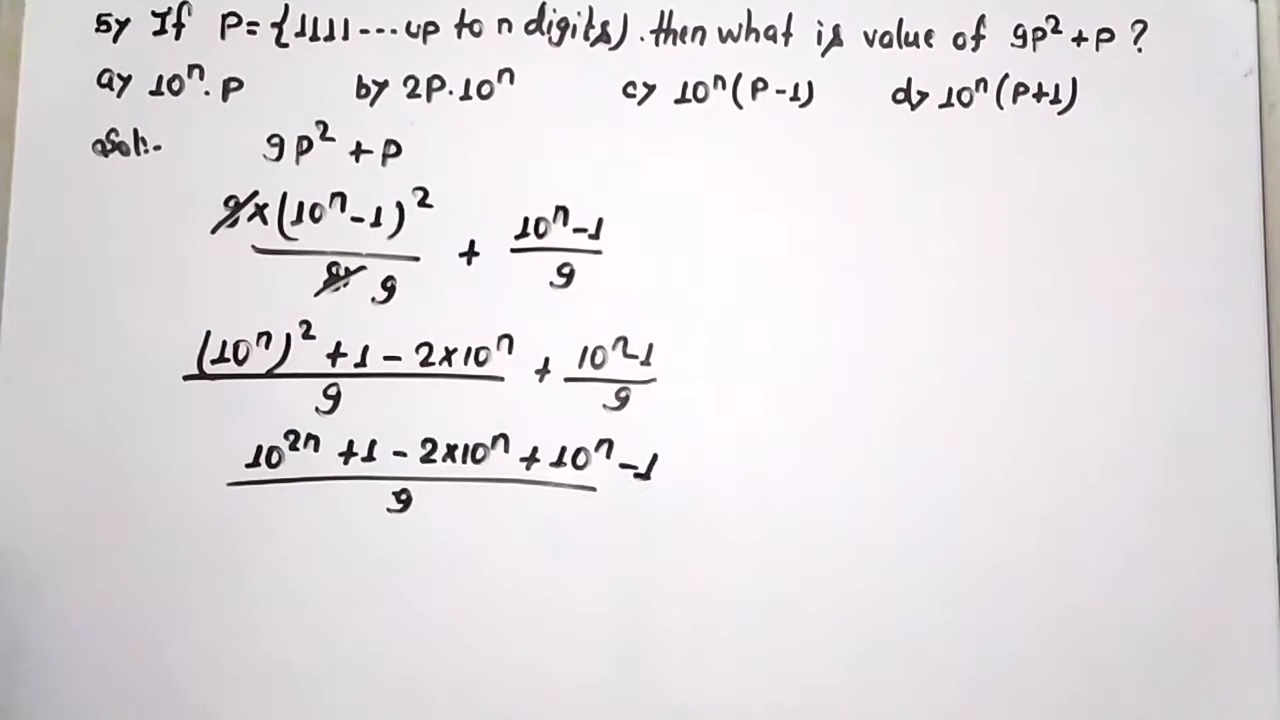 5) If P = {1111 --- up to n digits}. then what is value of 9P² + P ?
a) 10ⁿ. P b) 2P. 10ⁿ c) 10ⁿ (P-1) d) 10ⁿ (P+1)
Sol:- 9P² + P
9×(10ⁿ-1)² / 81 9 + 10ⁿ-1 / 9
(10ⁿ)² + 1 - 2×10ⁿ / 9 + 10ⁿ-1 / 9
10²ⁿ + 1 - 2×10ⁿ + 10ⁿ - 1 / 9